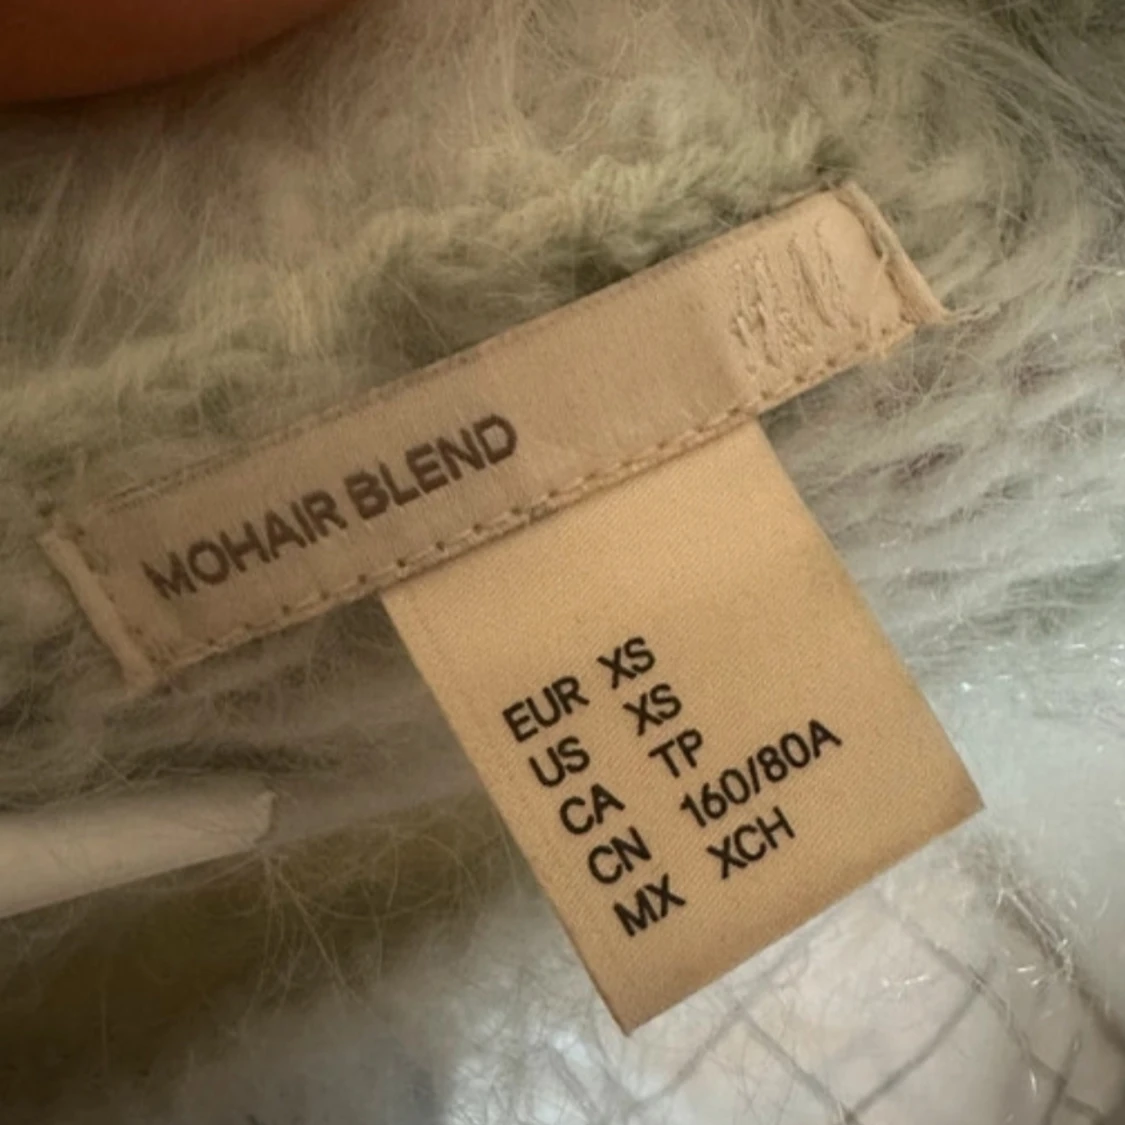 H&M
MOHAIR BLEND
EUR XS
US XS
CA TP
CN 160/80A
MX XCH